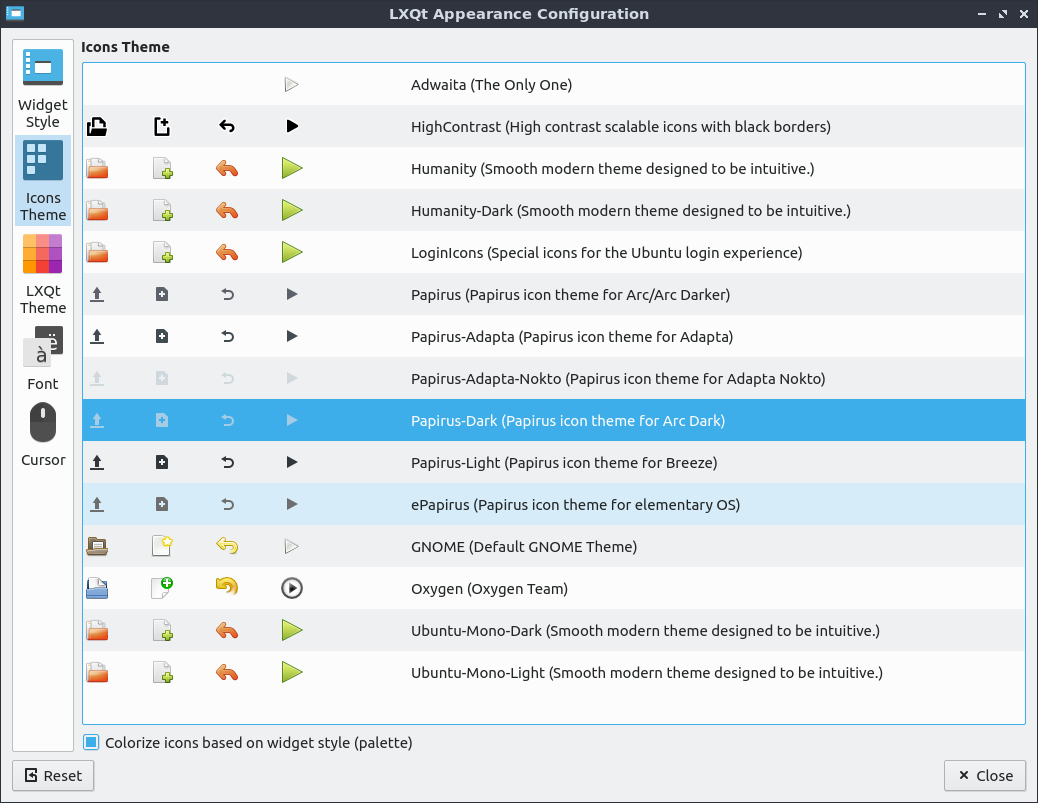 LXQt Appearance Configuration
Widget
Style
Icons
Theme
LXQt
Theme
ë
à
Font
Cursor
Icons Theme
Adwaita (The Only One)
HighContrast (High contrast scalable icons with black borders)
Humanity (Smooth modern theme designed to be intuitive.)
Humanity-Dark (Smooth modern theme designed to be intuitive.)
LoginIcons (Special icons for the Ubuntu login experience)
Papirus (Papirus icon theme for Arc/Arc Darker)
Papirus-Adapta (Papirus icon theme for Adapta)
Papirus-Adapta-Nokto (Papirus icon theme for Adapta Nokto)
Papirus-Dark (Papirus icon theme for Arc Dark)
Papirus-Light (Papirus icon theme for Breeze)
ePapirus (Papirus icon theme for elementary OS)
GNOME (Default GNOME Theme)
Oxygen (Oxygen Team)
Ubuntu-Mono-Dark (Smooth modern theme designed to be intuitive.)
Ubuntu-Mono-Light (Smooth modern theme designed to be intuitive.)
Colorize icons based on widget style (palette)
Reset
Close